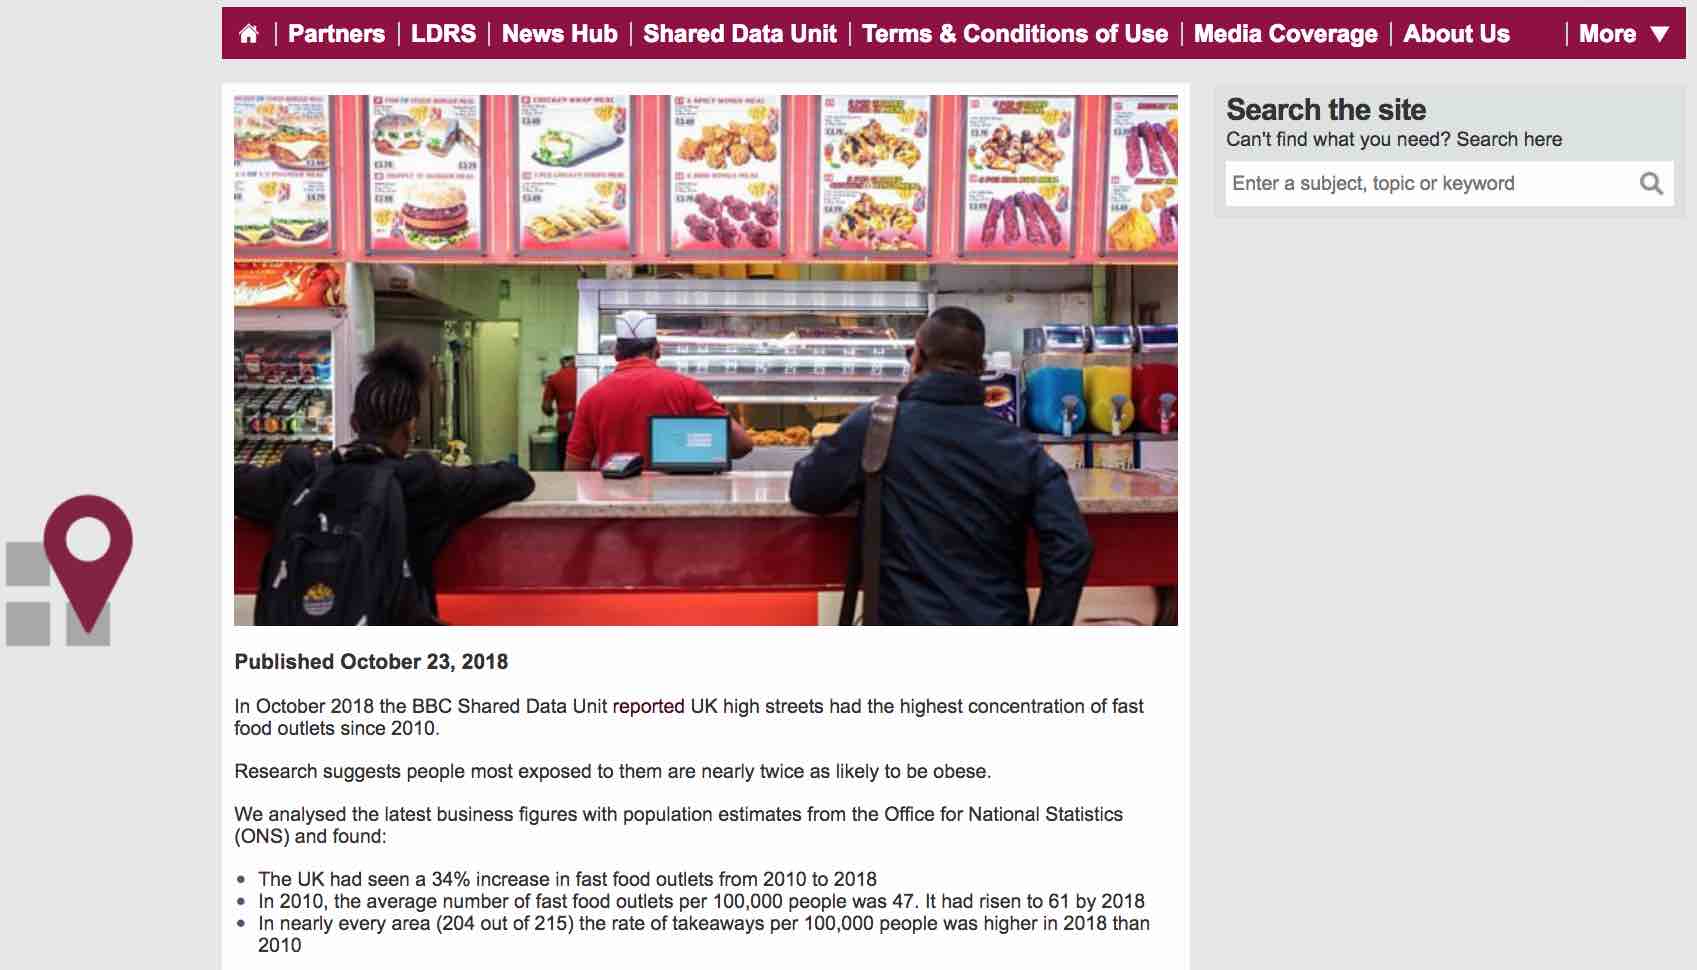 Partners | LDRS | News Hub | Shared Data Unit | Terms & Conditions of Use | Media Coverage | About Us | More ▼
Search the site
Can't find what you need? Search here
Enter a subject, topic or keyword
Published October 23, 2018
In October 2018 the BBC Shared Data Unit reported UK high streets had the highest concentration of fast
food outlets since 2010.
Research suggests people most exposed to them are nearly twice as likely to be obese.
We analysed the latest business figures with population estimates from the Office for National Statistics
(ONS) and found:
• The UK had seen a 34% increase in fast food outlets from 2010 to 2018
• In 2010, the average number of fast food outlets per 100,000 people was 47. It had risen to 61 by 2018
• In nearly every area (204 out of 215) the rate of takeaways per 100,000 people was higher in 2018 than
2010